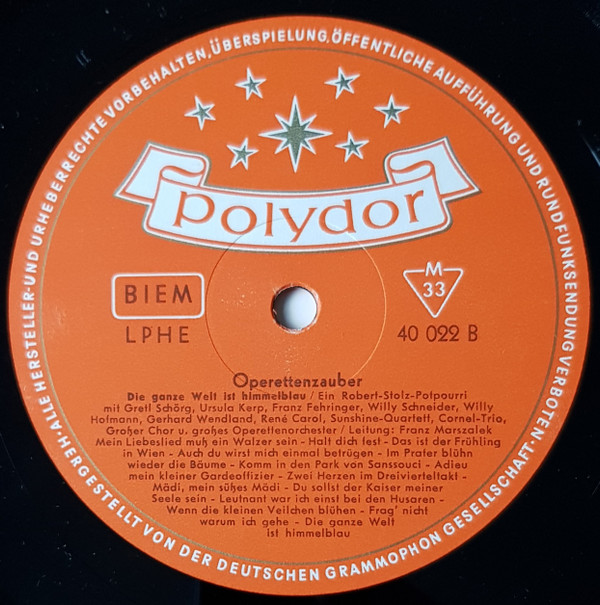 ALLE HERSTELLER-UND URHEBERRECHTE VORBEHALTEN, ÜBERSPIELUNG, ÖFFENTLICHE AUFFÜHRUNG UND RUNDFUNKSENDUNG VERBOTEN·
HERGESTELLT VON DER DEUTSCHEN GRAMMOPHON GESELLSCHAFT·
Polydor
BIEM
LPHE
M
33
40 022 B
Operettenzauber
Die ganze Welt ist himmelblau / Ein Robert-Stolz-Potpourri
mit Gretl Schörg, Ursula Kerp, Franz Fehringer, Willy Schneider, Willy
Hofmann, Gerhard Wendland, René Carol, Sunshine-Quartett, Cornel-Trio,
Großer Chor u. großes Operettenorchester / Leitung: Franz Marszalek
Mein Liebeslied muß ein Walzer sein - Halt dich fest - Das ist der Frühling
in Wien - Auch du wirst mich einmal betrügen - Im Prater blühn
wieder die Bäume - Komm in den Park von Sanssouci - Adieu
mein kleiner Gardeoffizier - Zwei Herzen im Dreivierteltakt -
Mädi, mein süßes Mädi - Du sollst der Kaiser meiner
Seele sein - Leutnant war ich einst bei den Husaren -
Wenn die kleinen Veilchen blühen - Frag' nicht
warum ich gehe - Die ganze Welt
ist himmelblau